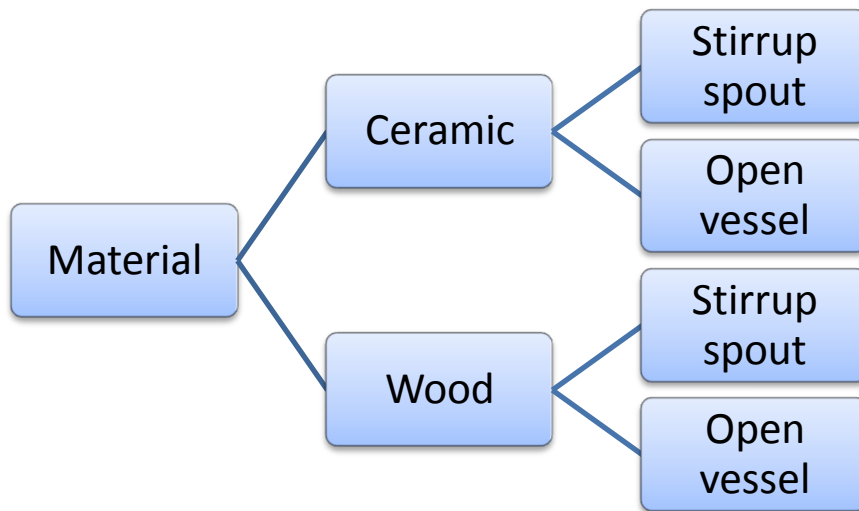 Material
Ceramic
Stirrup
spout
Open
vessel
Wood
Stirrup
spout
Open
vessel